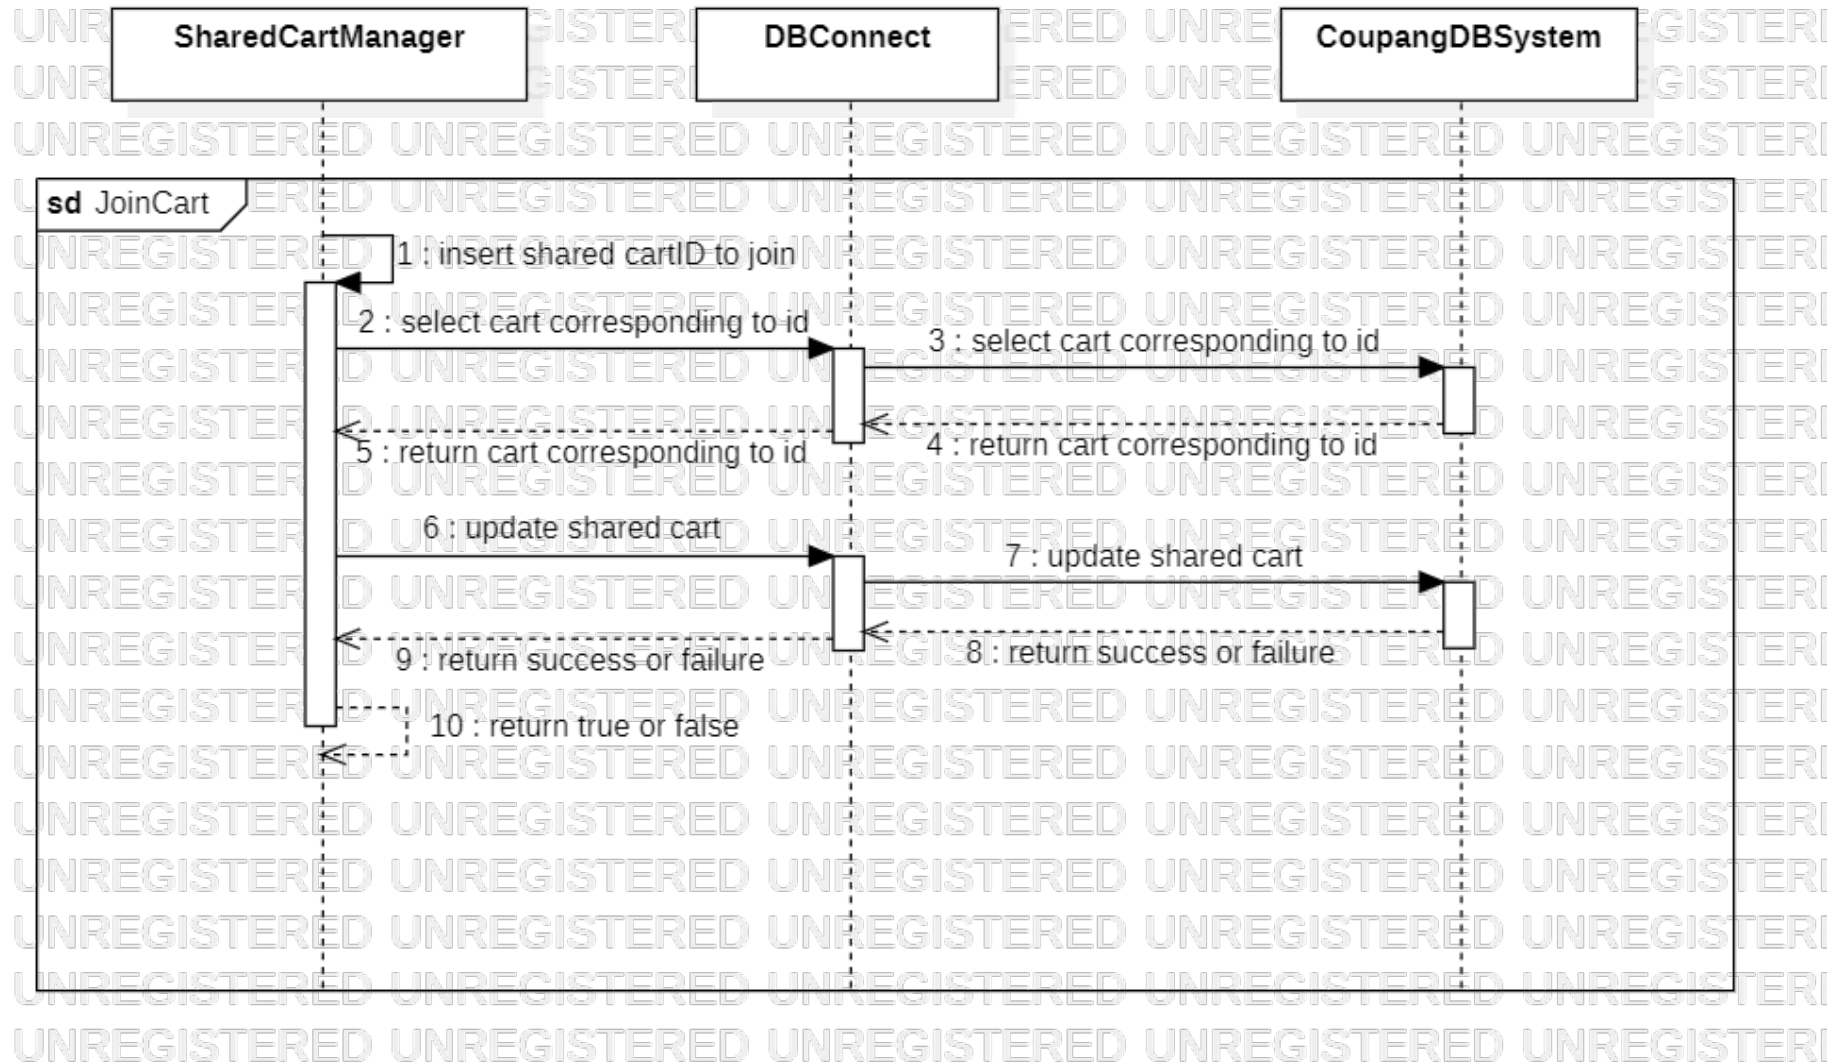 SharedCartManager
DBConnect
CoupangDBSystem
sd JoinCart
1 : insert shared cartID to join
2 : select cart corresponding to id
3 : select cart corresponding to id
4 : return cart corresponding to id
5 : return cart corresponding to id
6 : update shared cart
7 : update shared cart
8 : return success or failure
9 : return success or failure
10 : return true or false
UNREGISTERED